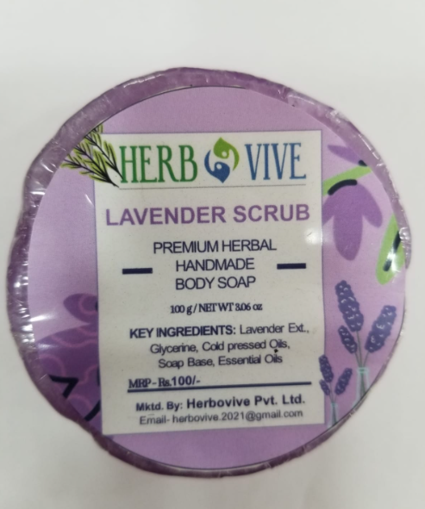 HERB VIVE
LAVENDER SCRUB
PREMIUM HERBAL
HANDMADE
BODY SOAP
100 g / NET WT 3.06 oz
KEY INGREDIENTS: Lavender Ext.,
Glycerine, Cold pressed Oils,
Soap Base, Essential Oils
MRP - Rs.100/-
Mktd. By: Herbovive Pvt. Ltd.
Email- herbovive.2021@gmail.com